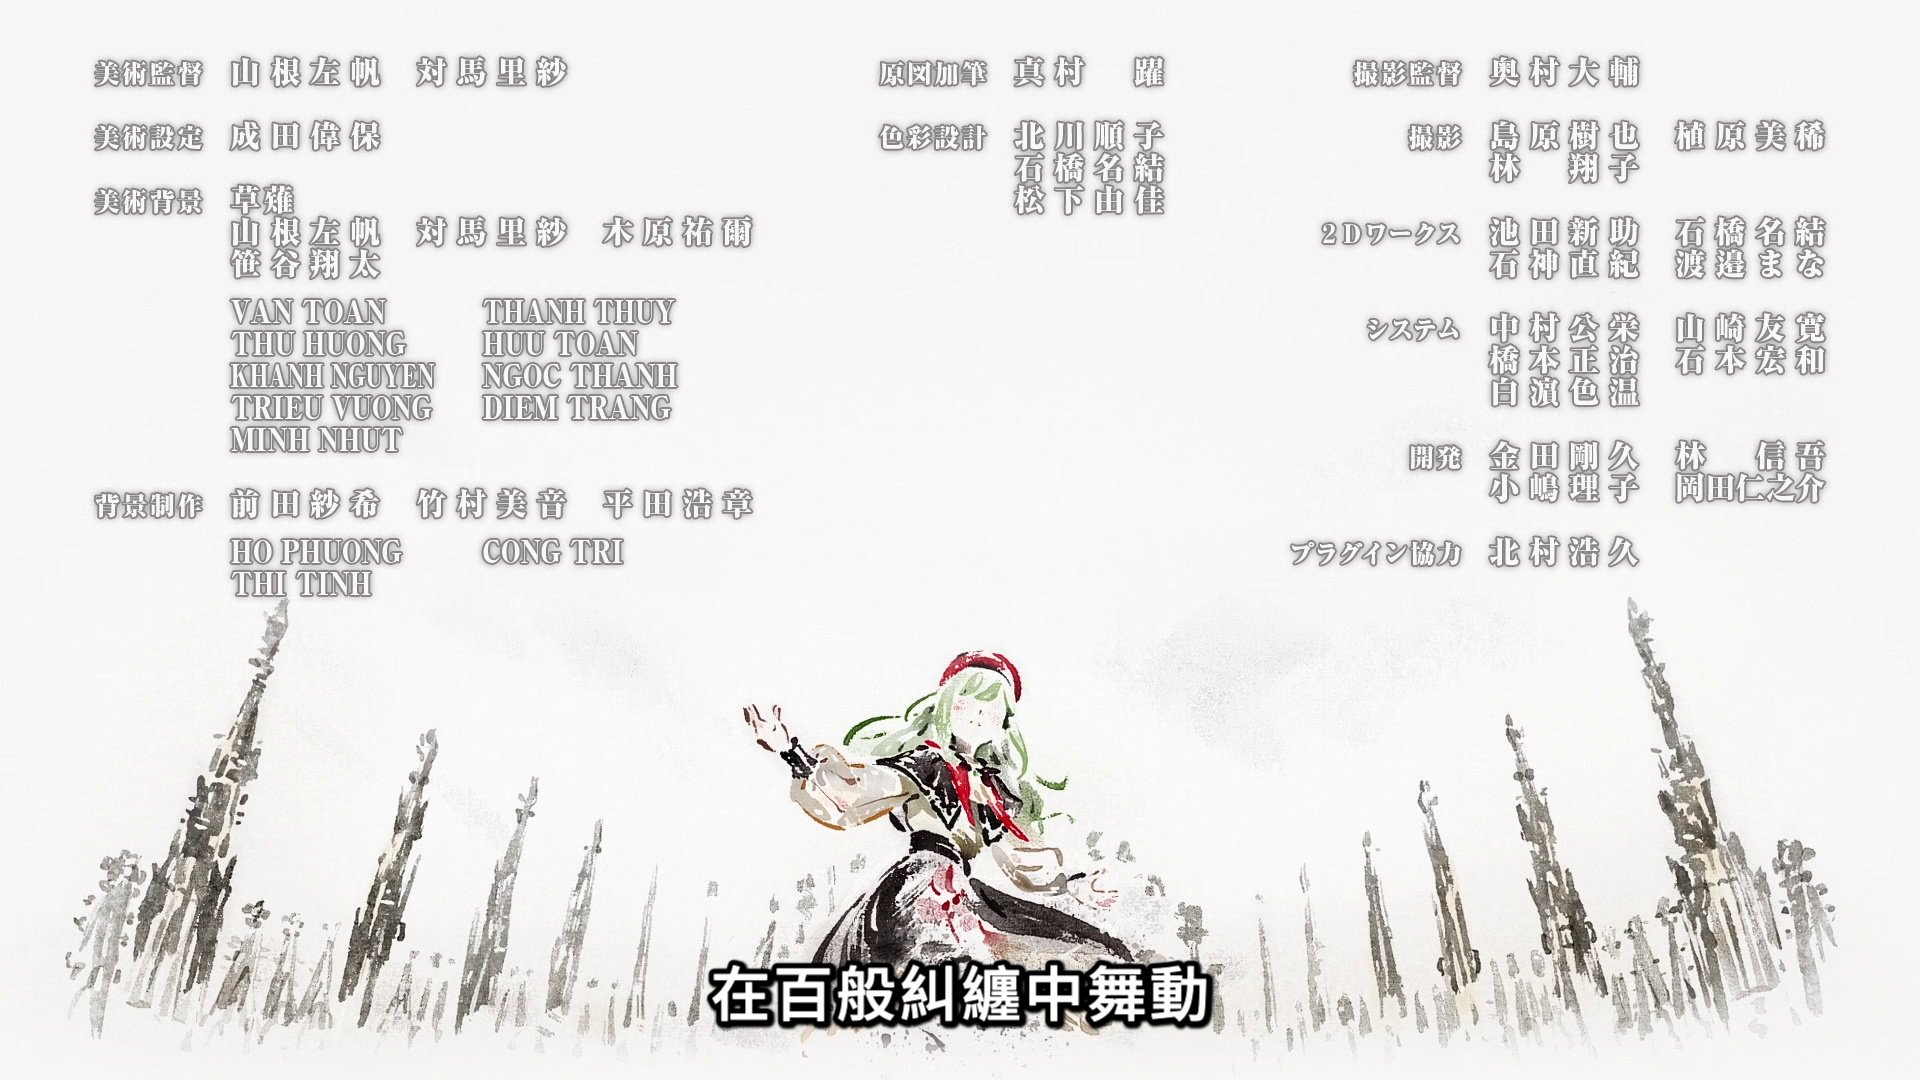 美術監督 山根左帆 対馬里紗
美術設定 成田偉保
美術背景 草薙
山根左帆 対馬里紗 木原祐爾
笹谷翔太
VAN TOAN THANH THUY
THU HUONG HUU TOAN
KHANH NGUYEN NGOC THANH
TRIEU VUONG DIEM TRANG
MINH NHUT
背景制作 前田紗希 竹村美音 平田浩章
HO PHUONG CONG TRI
THI TINH
原図加筆 真村 躍
色彩設計 北川順子
石橋名結
松下由佳
撮影監督 奥村大輔
撮影 島原樹也 植原美稀
林 翔子
2Dワークス 池田新助 石橋名結
石神直紀 渡邉まな
システム 中村公栄 山崎友寛
橋本正治 石本宏和
白濵色温
開発 金田剛久 林 信吾
小嶋理子 岡田仁之介
プラグイン協力 北村浩久
在百般糾纏中舞動